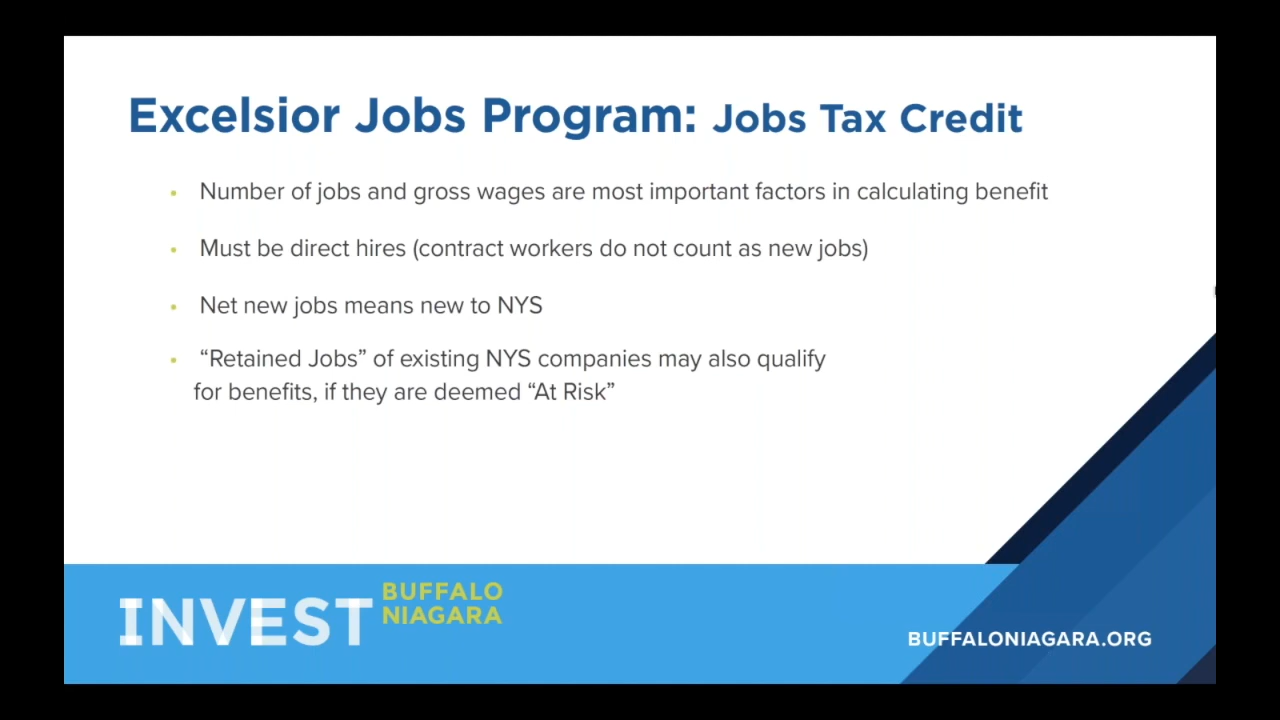 Excelsior Jobs Program: Jobs Tax Credit
• Number of jobs and gross wages are most important factors in calculating benefit
• Must be direct hires (contract workers do not count as new jobs)
• Net new jobs means new to NYS
• “Retained Jobs” of existing NYS companies may also qualify
for benefits, if they are deemed “At Risk”
INVEST BUFFALO
NIAGARA
BUFFALONIAGARA.ORG